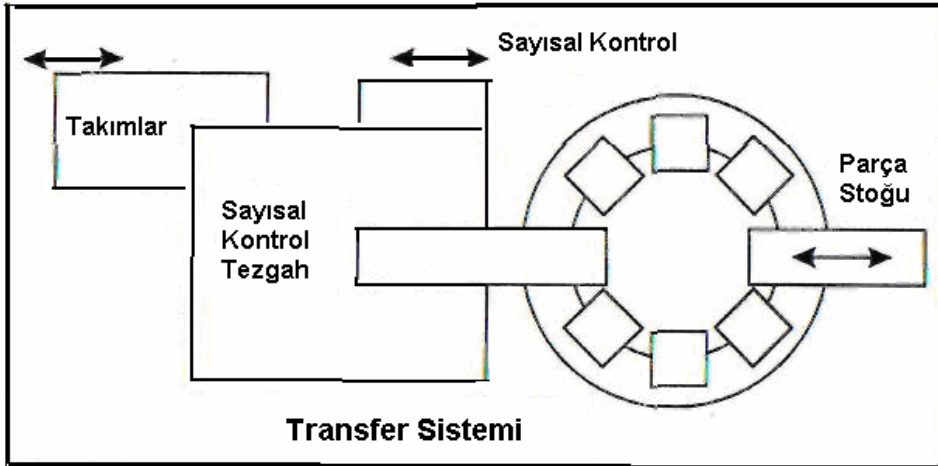 Sayısal Kontrol
Takımlar
Parça
Stoğu
Sayısal
Kontrol
Tezgah
Transfer Sistemi